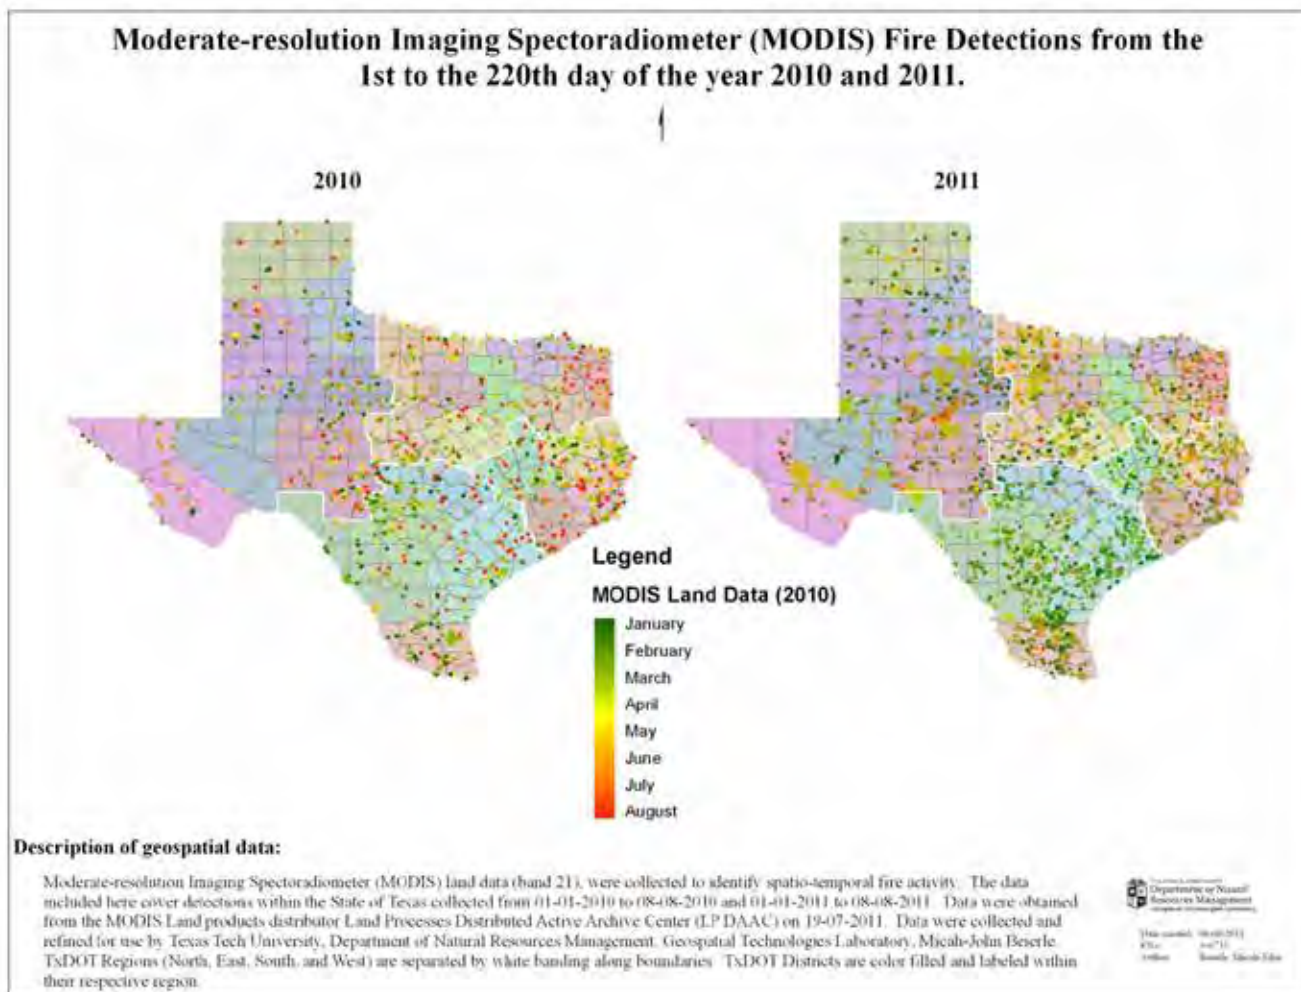 Moderate-resolution Imaging Spectoradiometer (MODIS) Fire Detections from the
1st to the 220th day of the year 2010 and 2011.
2010
2011
Legend
MODIS Land Data (2010)
January
February
March
April
May
June
July
August
Description of geospatial data:
Moderate-resolution Imaging Spectoradiometer (MODIS) land data (band 21), were collected to identify spatio-temporal fire activity. The data
included here cover detections within the State of Texas collected from 01-01-2010 to 08-08-2010 and 01-01-2011 to 08-08-2011. Data were obtained
from the MODIS Land products distributor Land Processes Distributed Active Archive Center (LP DAAC) on 19-07-2011. Data were collected and
refined for use by Texas Tech University, Department of Natural Resources Management, Geospatial Technologies Laboratory, Micah-John Beserle.
TxDOT Regions (North, East, South, and West) are separated by white banding along boundaries. TxDOT Districts are color filled and labeled within
their respective region.
Department of Natural
Resources Management